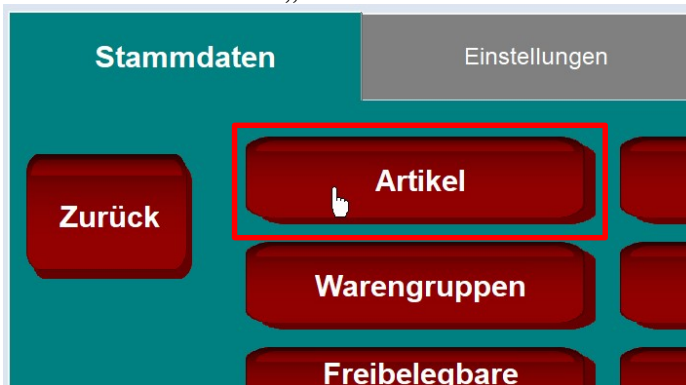 „
Stammdaten
Einstellungen
Artikel
Zurück
Warengruppen
Freibelegbare